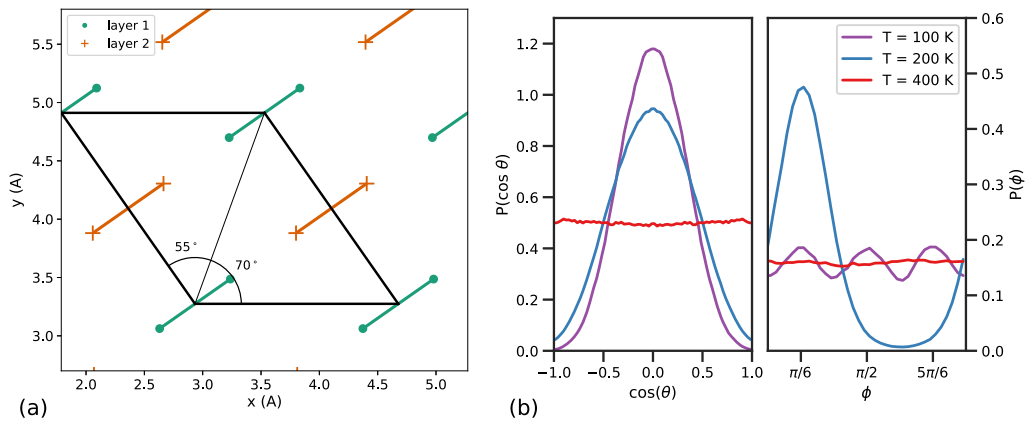 layer 1
layer 2
5.5
5.0
4.5
4.0
3.5
3.0
y (A)
55°
70°
2.0 2.5 3.0 3.5 4.0 4.5 5.0
x (A)
(a)
1.2
1.0
0.8
0.6
0.4
0.2
0.0
P(cos θ)
−1.0 −0.5 0.0 0.5 1.0
cos(θ)
(b)
T = 100 K
T = 200 K
T = 400 K
π/6 π/2 5π/6
ϕ
0.6
0.5
0.4
0.3
0.2
0.1
0.0
P(ϕ)